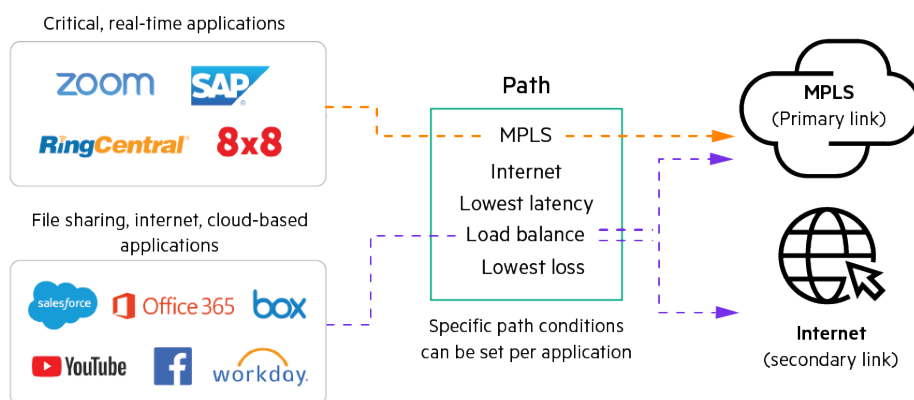 Critical, real-time applications
zoom
SAP
®
RingCentral®
8x8
File sharing, internet, cloud-based
applications
salesforce
Office 365
box
YouTube
f
workday.
Path
MPLS
Internet
Lowest latency
Load balance
Lowest loss
Specific path conditions
can be set per application
MPLS
(Primary link)
Internet
(secondary link)